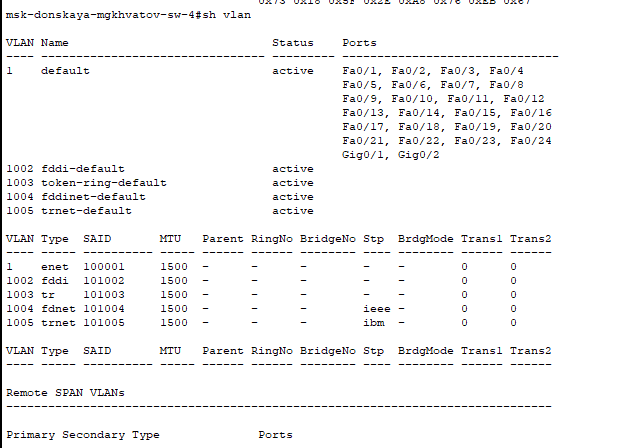 0x73 0x18 0x5F 0x2E 0xA8 0x76 0xEB 0x67
msk-donskaya-mgkhvatov-sw-4#sh vlan
VLAN Name                             Status    Ports
---- -------------------------------- --------- -------------------------------
1    default                          active    Fa0/1, Fa0/2, Fa0/3, Fa0/4
                                                Fa0/5, Fa0/6, Fa0/7, Fa0/8
                                                Fa0/9, Fa0/10, Fa0/11, Fa0/12
                                                Fa0/13, Fa0/14, Fa0/15, Fa0/16
                                                Fa0/17, Fa0/18, Fa0/19, Fa0/20
                                                Fa0/21, Fa0/22, Fa0/23, Fa0/24
                                                Gig0/1, Gig0/2
1002 fddi-default                     active
1003 token-ring-default               active
1004 fddinet-default                  active
1005 trnet-default                    active
VLAN Type  SAID       MTU   Parent RingNo BridgeNo Stp  BrdgMode Trans1 Trans2
---- ----- ---------- ----- ------ ------ -------- ---- -------- ------ ------
1    enet  100001     1500  -      -      -        -    -        0      0
1002 fddi  101002     1500  -      -      -        -    -        0      0
1003 tr    101003     1500  -      -      -        -    -        0      0
1004 fdnet 101004     1500  -      -      -        ieee -        0      0
1005 trnet 101005     1500  -      -      -        ibm  -        0      0
VLAN Type  SAID       MTU   Parent RingNo BridgeNo Stp  BrdgMode Trans1 Trans2
---- ----- ---------- ----- ------ ------ -------- ---- -------- ------ ------
Remote SPAN VLANs
------------------------------------------------------------------------------
Primary Secondary Type              Ports